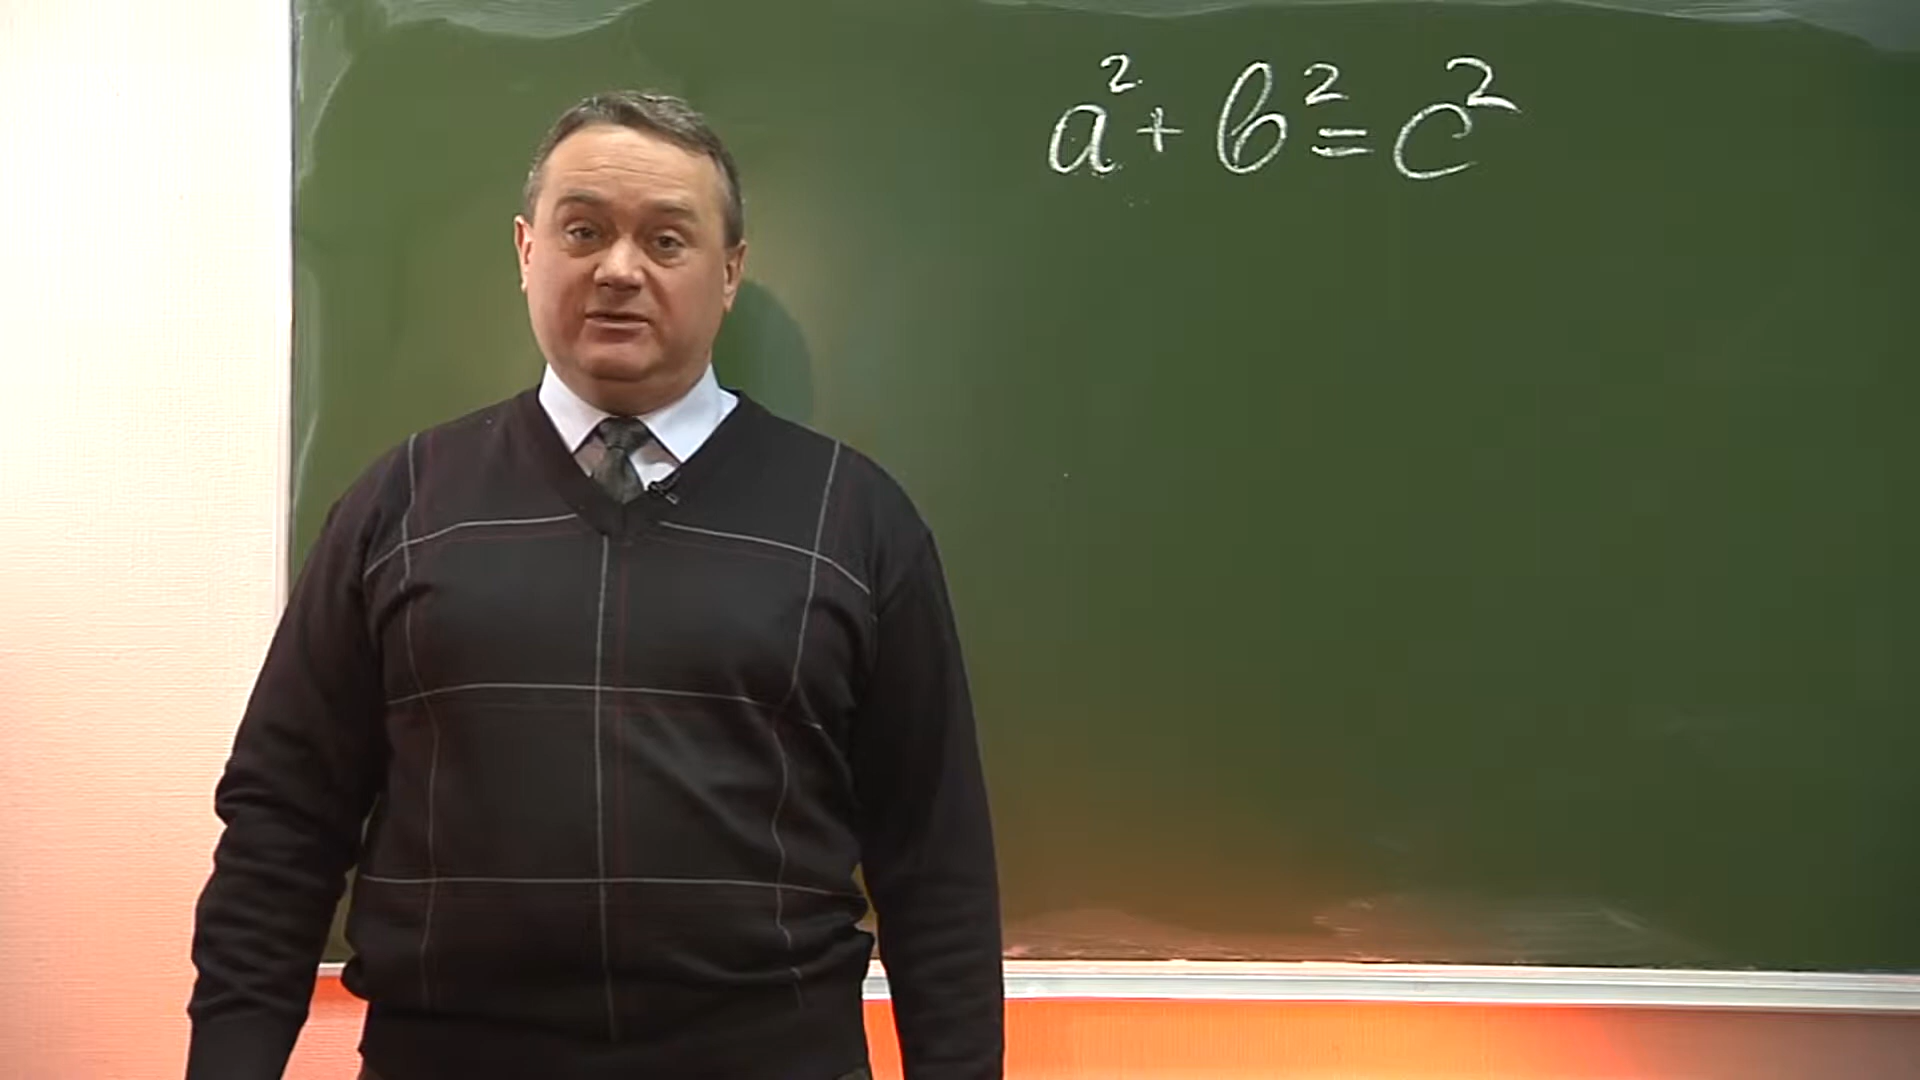 a² + b² = c²